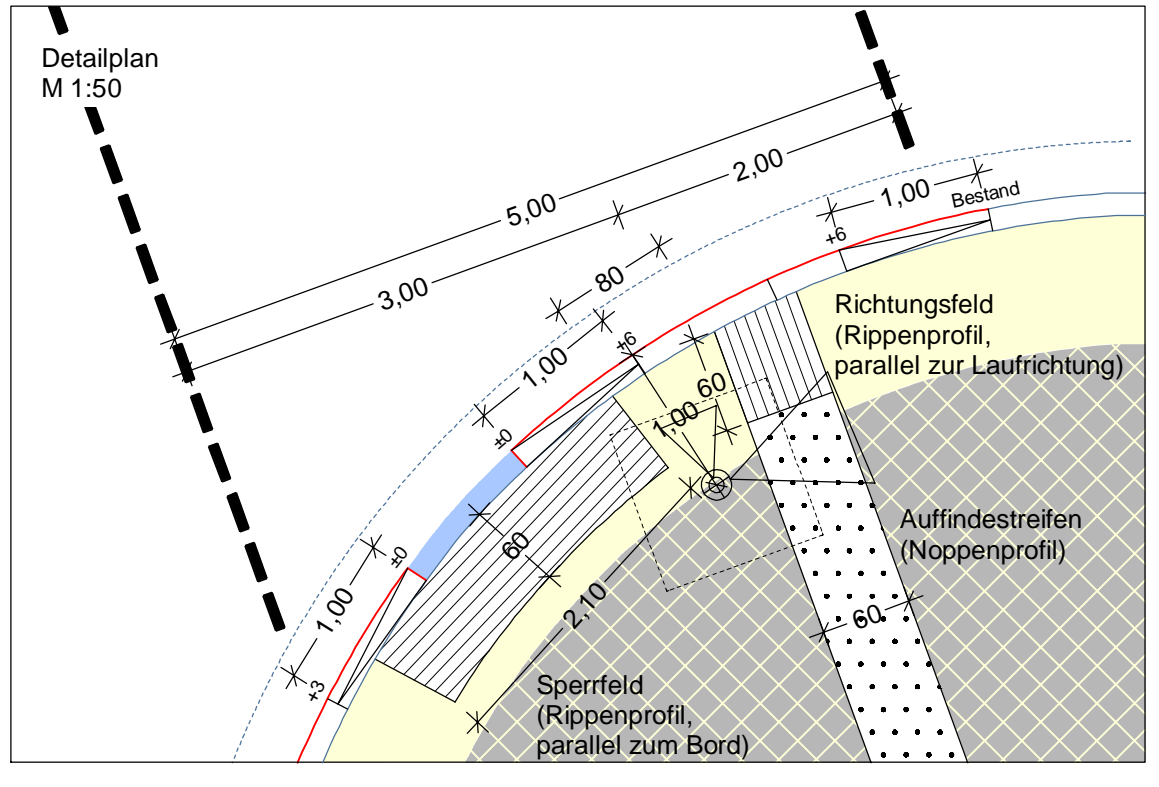 Detailplan
M 1:50
5,00
2,00
3,00
1,00
Bestand
+6
80
+6
1,00
±0
Richtungsfeld
(Rippenprofil,
parallel zur Laufrichtung)
60
1,00
Auffindestreifen
(Noppenprofil)
60
±0
1,00
2,10
60
+3
Sperrfeld
(Rippenprofil,
parallel zum Bord)